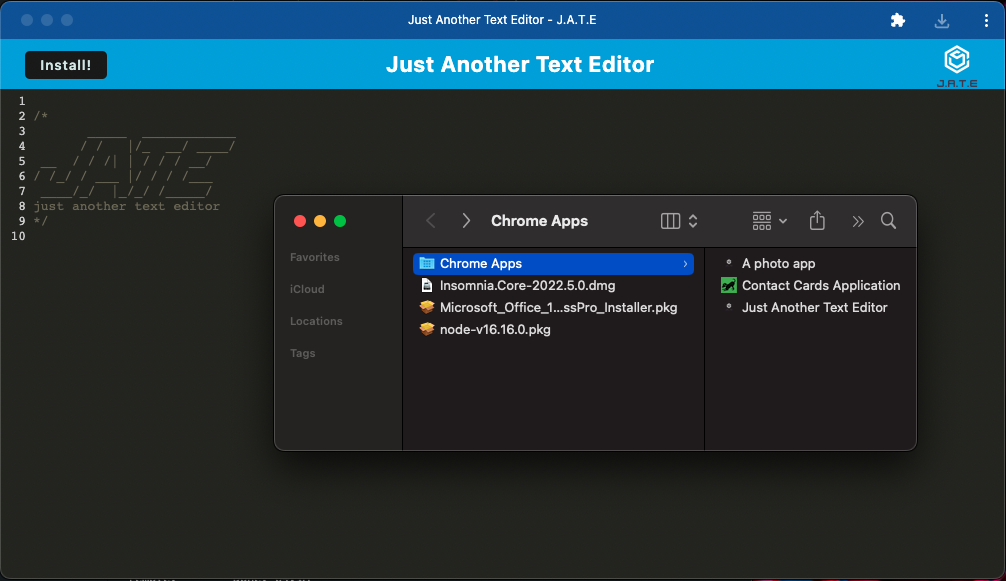 Just Another Text Editor - J.A.T.E
Install!
Just Another Text Editor
J.A.T.E
1
2 /*
3
4
5
6
7
8 just another text editor
9 */
10
JATE
Chrome Apps
Favorites
iCloud
Locations
Tags
Chrome Apps
Insomnia.Core-2022.5.0.dmg
Microsoft_Office_1...ssPro_Installer.pkg
node-v16.16.0.pkg
A photo app
Contact Cards Application
Just Another Text Editor